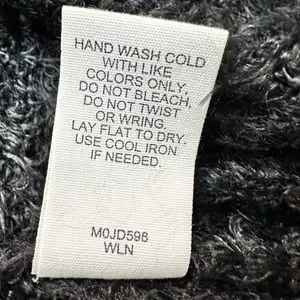 HAND WASH COLD
WITH LIKE
COLORS ONLY.
DO NOT BLEACH.
DO NOT TWIST
OR WRING.
LAY FLAT TO DRY.
USE COOL IRON
IF NEEDED.
M0JD598
WLN